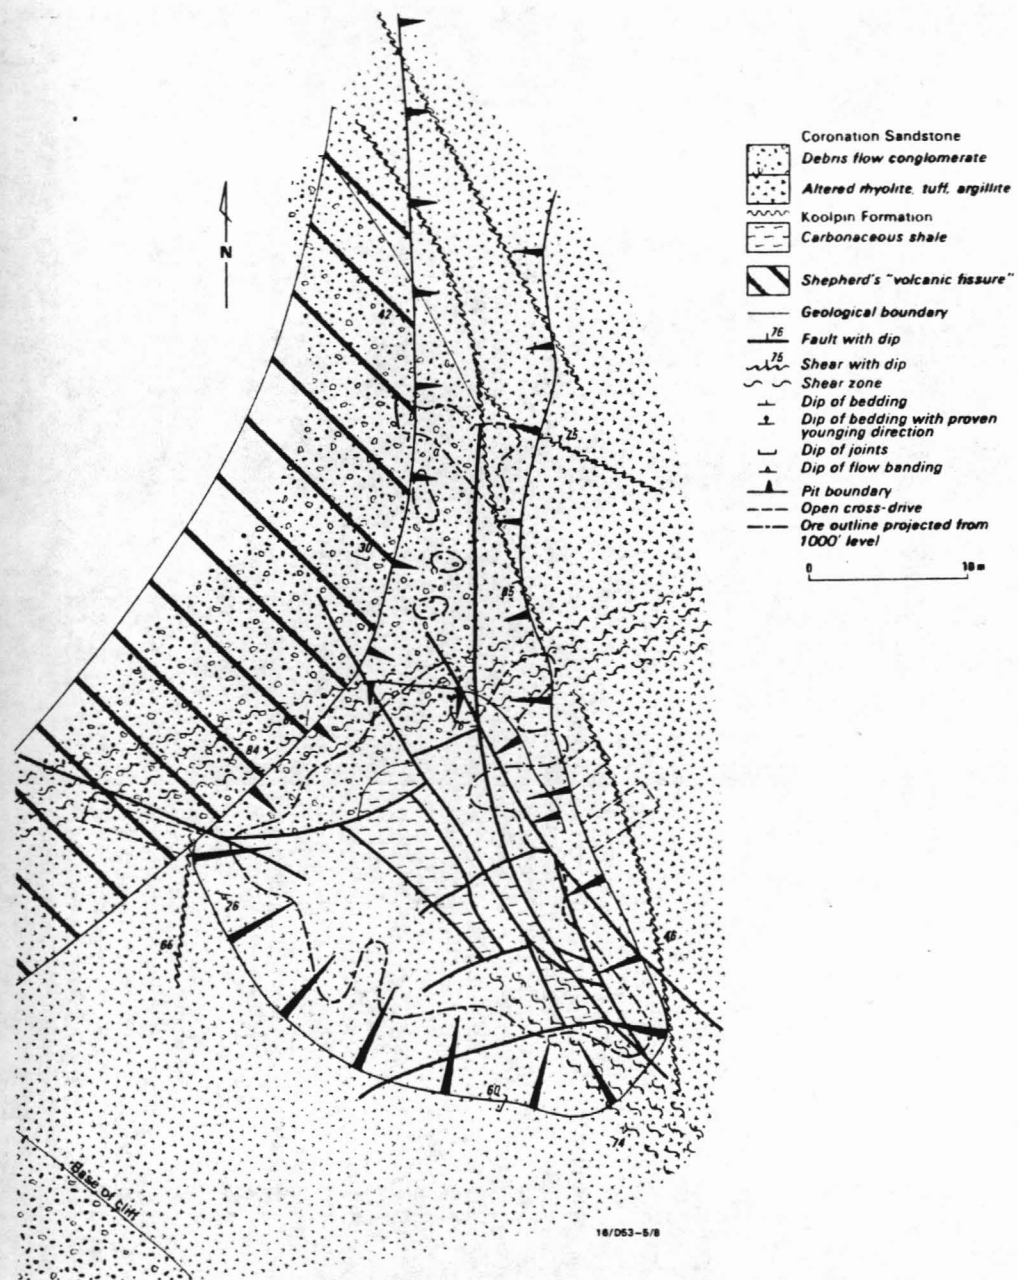 Coronation Sandstone
Debris flow conglomerate
Altered rhyolite, tuff, argillite
Koolpin Formation
Carbonaceous shale
Shepherd's "volcanic fissure"
Geological boundary
76
Fault with dip
75
Shear with dip
Shear zone
Dip of bedding
Dip of bedding with proven
younging direction
Dip of joints
Dip of flow banding
Pit boundary
Open cross-drive
Ore outline projected from
1000' level
0 10 m
N
42
75
30
85
84
76
66
45
60
74
Base of cliff
16/D53-5/8